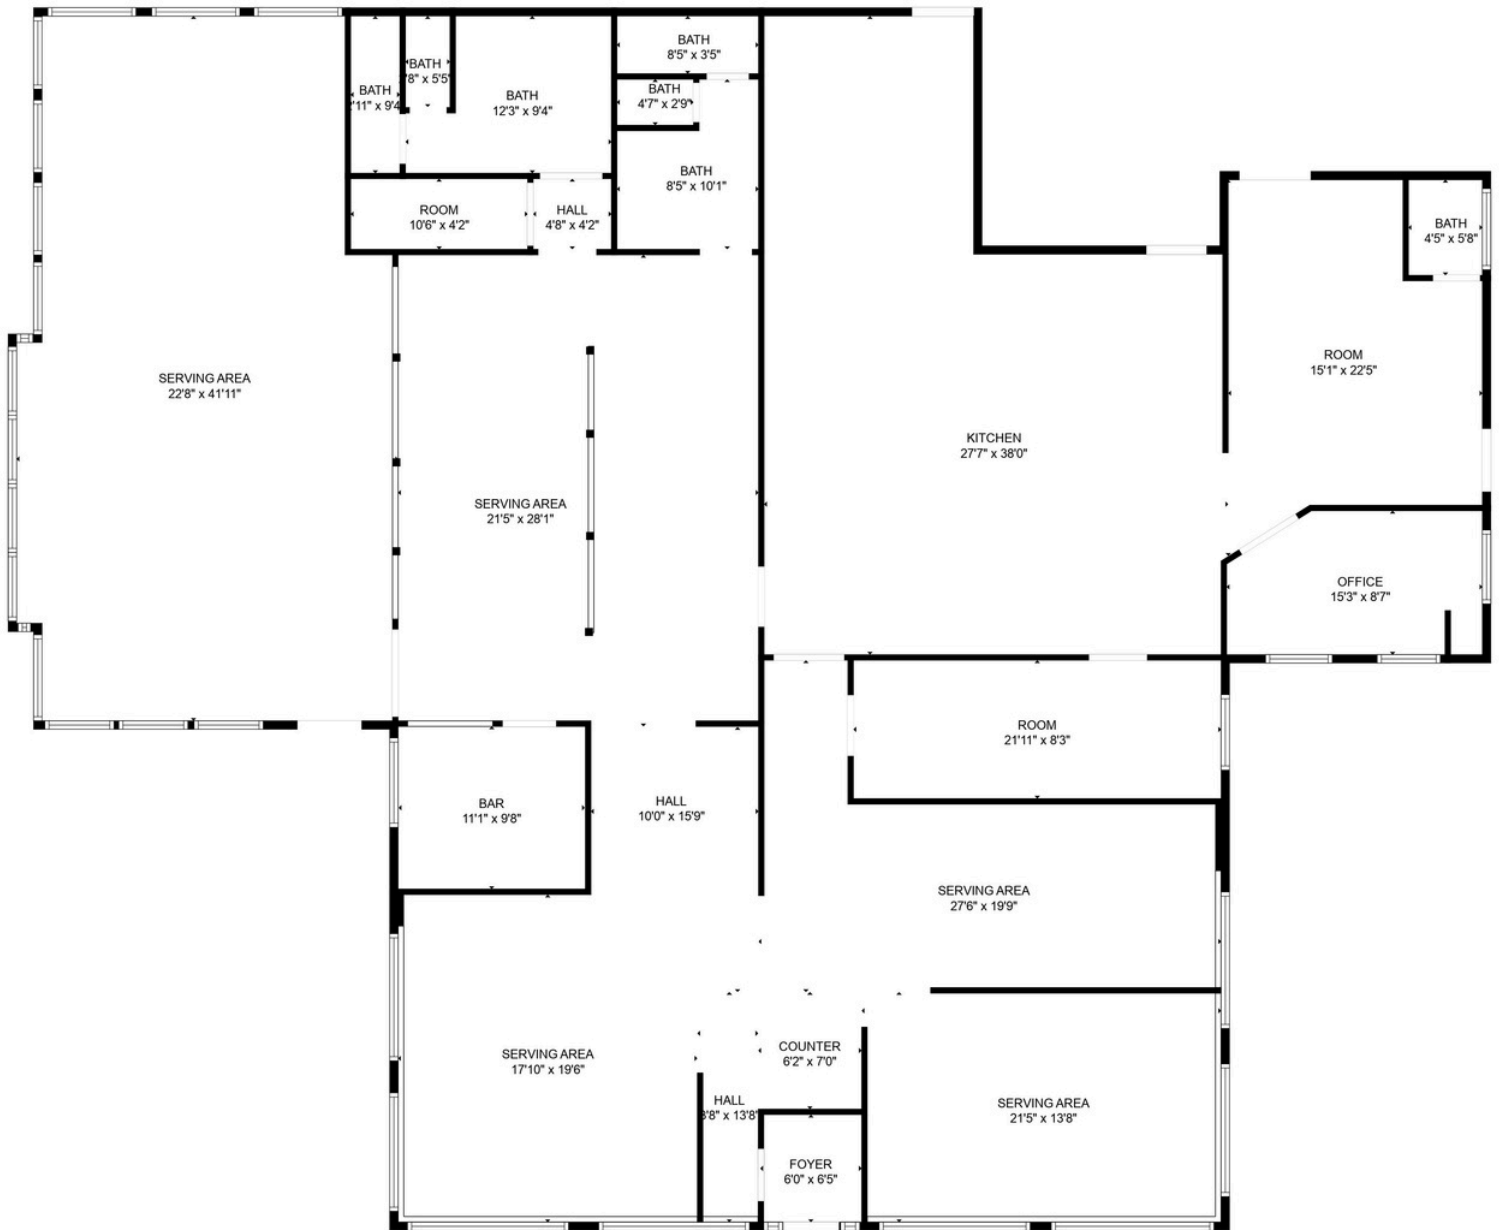 BATH
8'5" x 3'5"
BATH
'8" x 5'5"
BATH
'11" x 9'4
BATH
12'3" x 9'4"
BATH
4'7" x 2'9"
BATH
8'5" x 10'1"
ROOM
10'6" x 4'2"
HALL
4'8" x 4'2"
BATH
4'5" x 5'8"
SERVING AREA
22'8" x 41'11"
ROOM
15'1" x 22'5"
KITCHEN
27'7" x 38'0"
SERVING AREA
21'5" x 28'1"
OFFICE
15'3" x 8'7"
ROOM
21'11" x 8'3"
BAR
11'1" x 9'8"
HALL
10'0" x 15'9"
SERVING AREA
27'6" x 19'9"
SERVING AREA
17'10" x 19'6"
COUNTER
6'2" x 7'0"
HALL
3'8" x 13'8"
SERVING AREA
21'5" x 13'8"
FOYER
6'0" x 6'5"